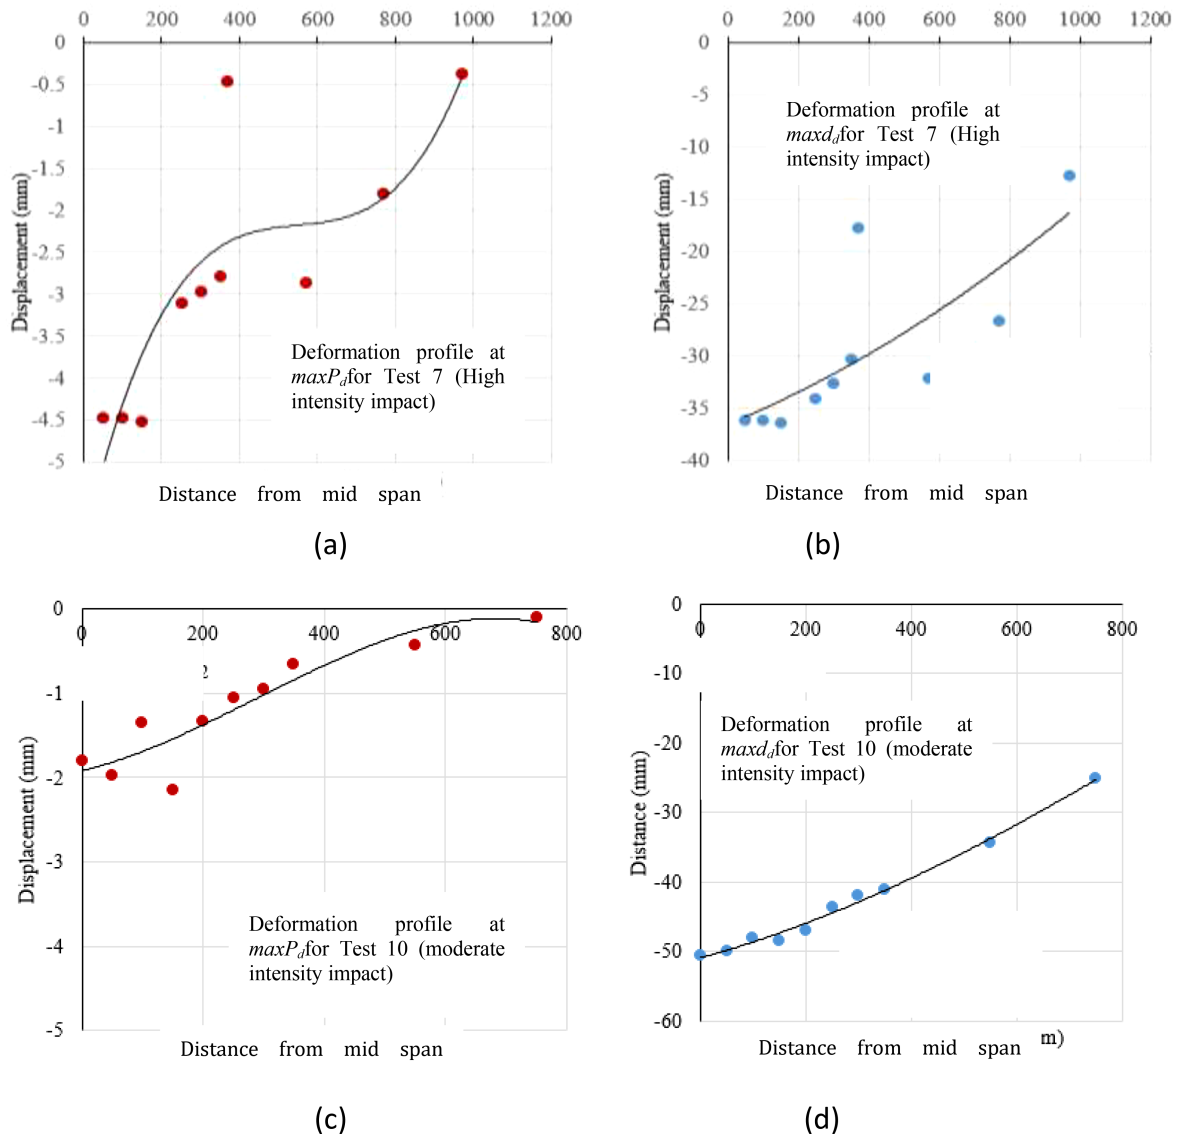 0 200 400 600 800 1000 1200
0
-0.5
-1
-1.5
-2
-2.5
-3
-3.5
-4
-4.5
-5
Displacement (mm)
Deformation profile at
maxPdfor Test 7 (High
intensity impact)
Distance from mid span
(a)
0 200 400 600 800 1000 1200
0
-5
-10
-15
-20
-25
-30
-35
-40
Displacement (mm)
Deformation profile at
maxddfor Test 7 (High
intensity impact)
Distance from mid span
(b)
0
0 200 400 600 800
2
-1
-2
-3
-4
-5
Displacement (mm)
Deformation profile at
maxPdfor Test 10 (moderate
intensity impact)
Distance from mid span
(c)
0
0 200 400 600 800
-10
-20
-30
-40
-50
-60
Distance (mm)
Deformation profile at
maxddfor Test 10 (moderate
intensity impact)
Distance from mid span m)
(d)